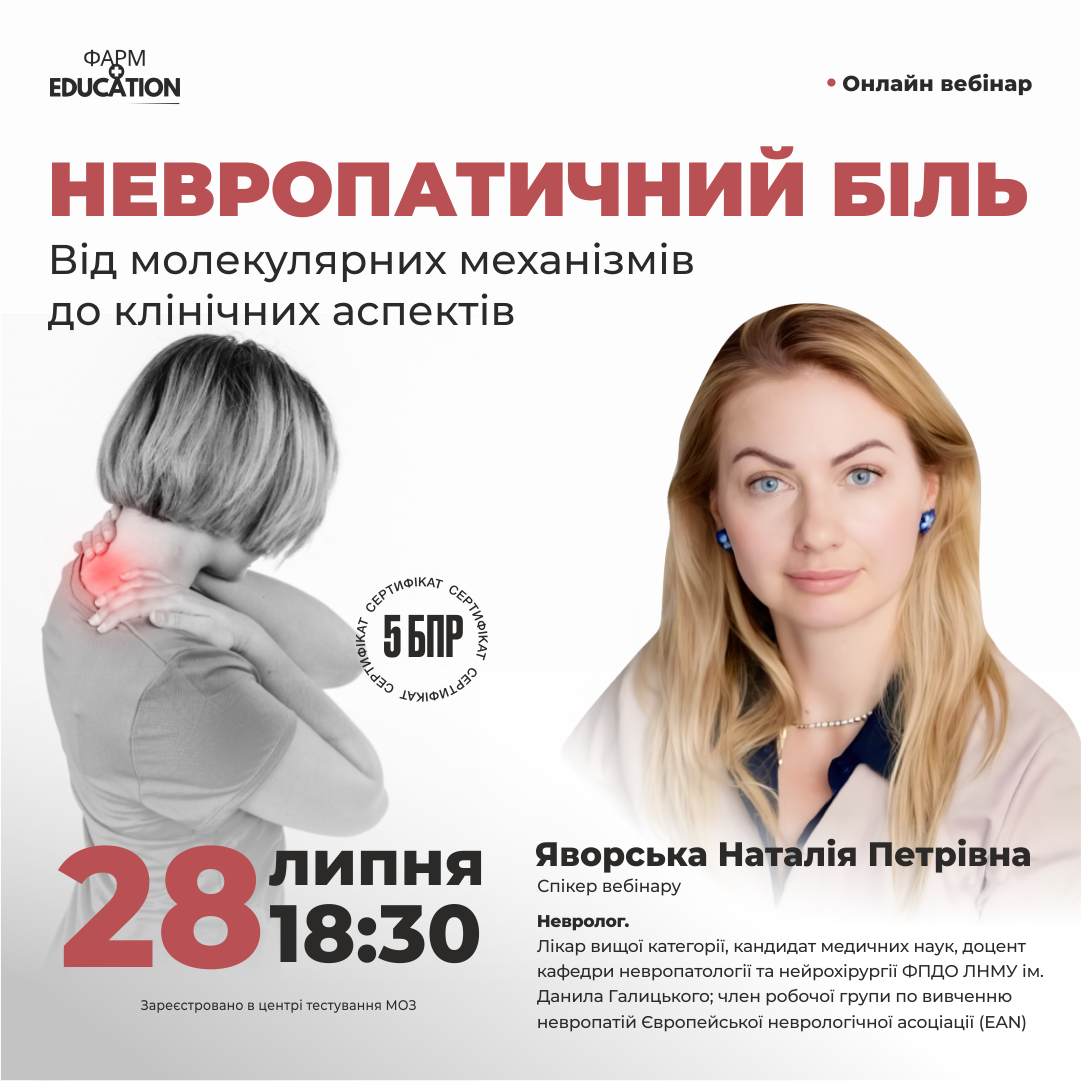 ФАРМ
EDUCATION
• Онлайн вебінар
НЕВРОПАТИЧНИЙ БІЛЬ
Від молекулярних механізмів
до клінічних аспектів
СЕРТИФІКАТ СЕРТИФІКАТ СЕРТИФІКАТ СЕРТИФІКАТ
5 БПР
28
липня
18:30
Зареєстровано в центрі тестування МОЗ
Яворська Наталія Петрівна
Спікер вебінару
Невролог.
Лікар вищої категорії, кандидат медичних наук, доцент
кафедри невропатології та нейрохірургії ФПДО ЛНМУ ім.
Данила Галицького; член робочої групи по вивченню
невропатій Європейської неврологічної асоціації (EAN)